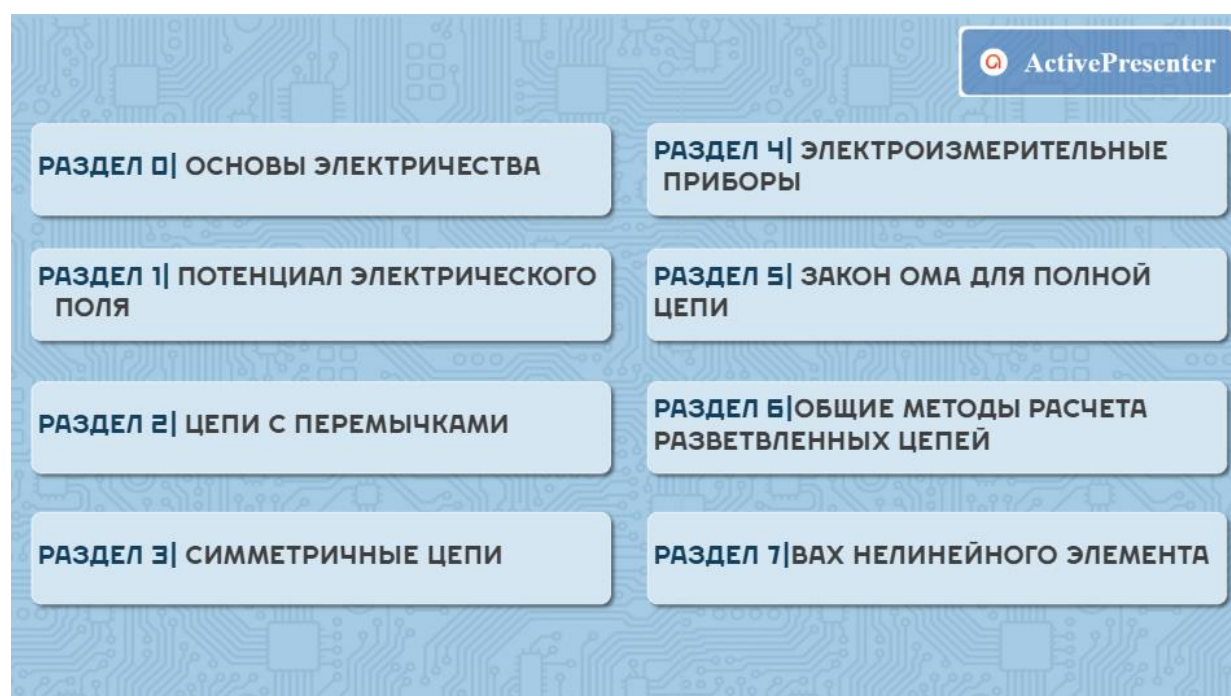 ActivePresenter
РАЗДЕЛ 0| ОСНОВЫ ЭЛЕКТРИЧЕСТВА
РАЗДЕЛ 1| ПОТЕНЦИАЛ ЭЛЕКТРИЧЕСКОГО
ПОЛЯ
РАЗДЕЛ 2| ЦЕПИ С ПЕРЕМЫЧКАМИ
РАЗДЕЛ 3| СИММЕТРИЧНЫЕ ЦЕПИ
РАЗДЕЛ 4| ЭЛЕКТРОИЗМЕРИТЕЛЬНЫЕ
ПРИБОРЫ
РАЗДЕЛ 5| ЗАКОН ОМА ДЛЯ ПОЛНОЙ
ЦЕПИ
РАЗДЕЛ 6|ОБЩИЕ МЕТОДЫ РАСЧЕТА
РАЗВЕТВЛЕННЫХ ЦЕПЕЙ
РАЗДЕЛ 7|ВАХ НЕЛИНЕЙНОГО ЭЛЕМЕНТА